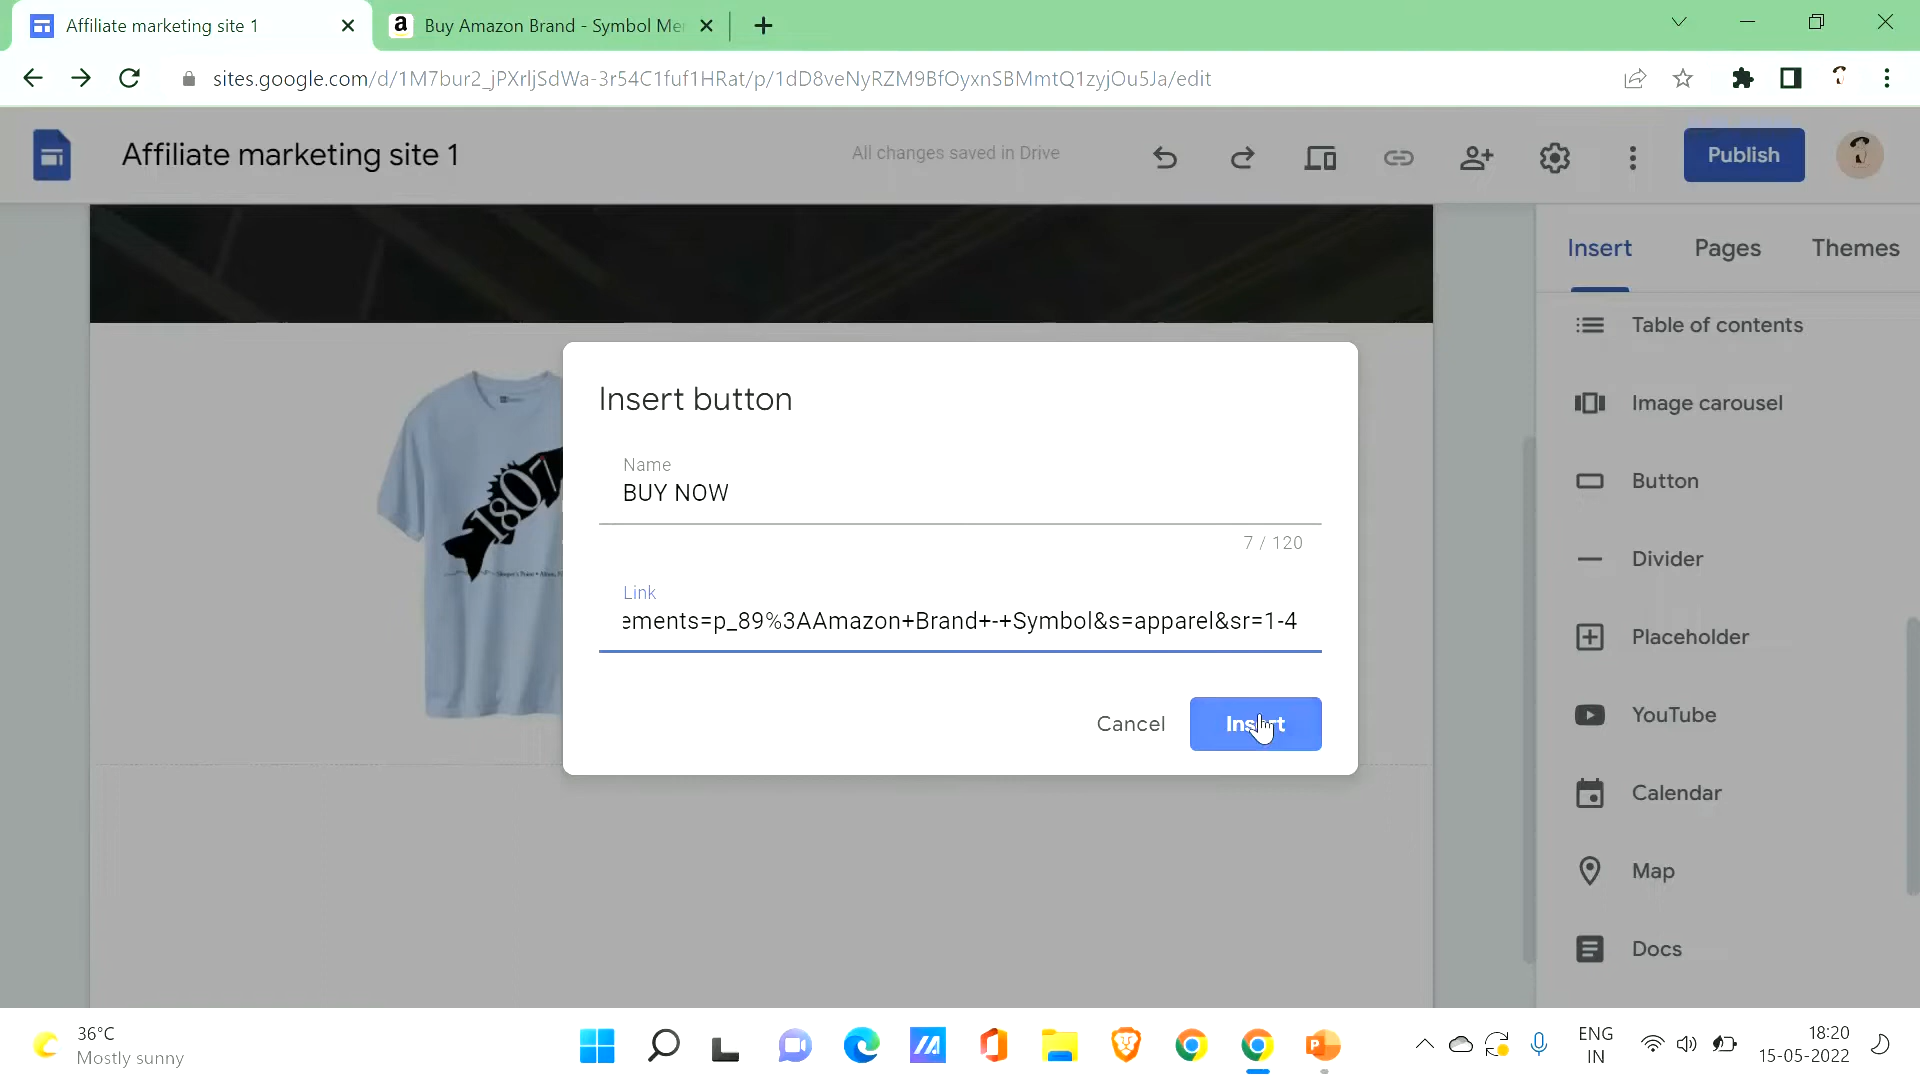 Affiliate marketing site 1
Buy Amazon Brand - Symbol Me
sites.google.com/d/1M7bur2_jPXrljSdWa-3r54C1fuf1HRat/p/1dD8veNyRZM9BfOyxnSBMmtQ1zyjOu5Ja/edit
Affiliate marketing site 1
All changes saved in Drive
Publish
Insert
Pages
Themes
Table of contents
Image carousel
Button
Divider
Placeholder
YouTube
Calendar
Map
Docs
1807
Insert button
Name
BUY NOW
7 / 120
Link
ements=p_89%3AAmazon+Brand+-+Symbol&s=apparel&sr=1-4
Cancel
Insert
36°C
Mostly sunny
ENG
IN
18:20
15-05-2022